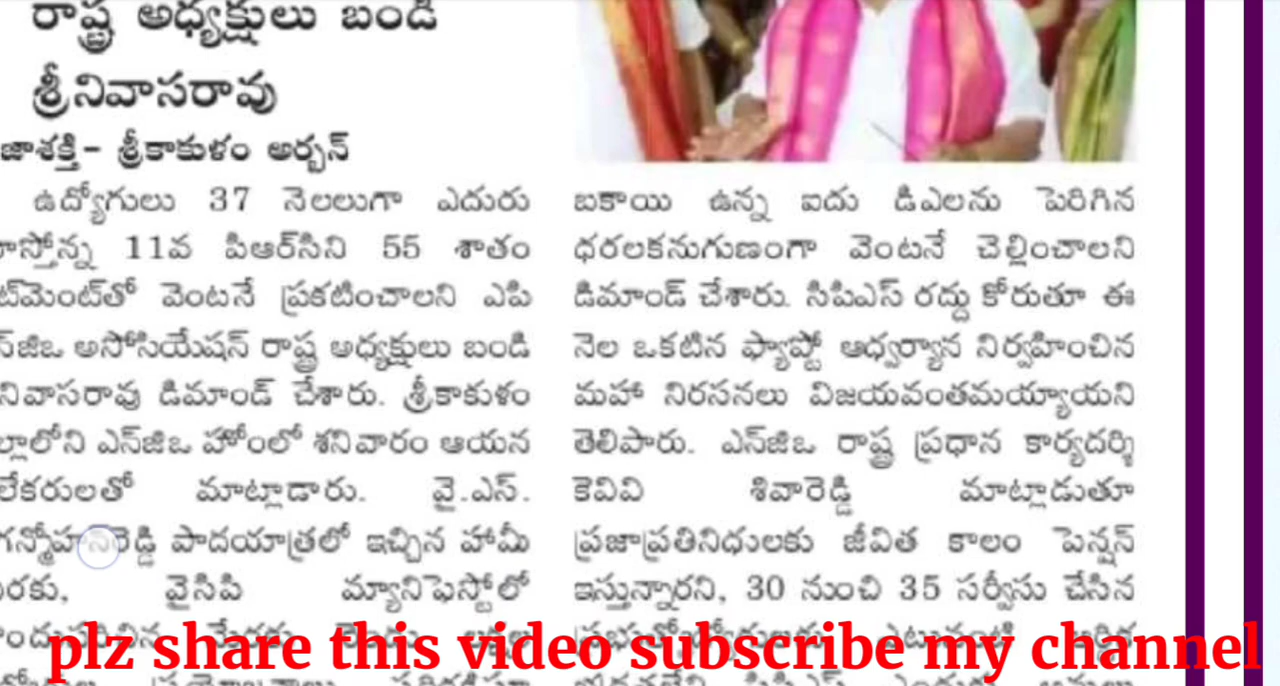 రాష్ట్ర అధ్యక్షులు బండి
శ్రీనివాసరావు
జాశక్తి- శ్రీకాకుళం అర్బన్
ఉద్యోగులు 37 నెలలుగా ఎదురు
11వ పిఆర్‌సిని 55 శాతం
ట్‌మెంట్‌తో వెంటనే ప్రకటించాలని ఎపి
అసోసియేషన్ రాష్ట్ర అధ్యక్షులు బండి
నివాసరావు డిమాండ్ చేశారు. శ్రీకాకుళం
ల్లాలోని ఎన్‌జిఒ హోంలో శనివారం ఆయన
లేకరులతో మాట్లాడారు. వై.ఎస్.
గన్మోహనరెడ్డి పాదయాత్రలో ఇచ్చిన హామీ
రకు, వైసిపి మ్యానిఫెస్టోలో
బకాయి ఉన్న ఐదు డిఎలను పెరిగిన
ధరలకనుగుణంగా వెంటనే చెల్లించాలని
డిమాండ్ చేశారు. సిపిఎస్ రద్దు కోరుతూ ఈ
నెల ఒకటిన ఫ్యాప్టో ఆధ్వర్యాన నిర్వహించిన
మహా నిరసనలు విజయవంతమయ్యాయని
తెలిపారు. ఎన్‌జిఒ రాష్ట్ర ప్రధాన కార్యదర్శి
కెవివి శివారెడ్డి మాట్లాడుతూ
ప్రజాప్రతినిధులకు జీవిత కాలం పెన్షన్
ఇస్తున్నారని, 30 నుంచి 35 సర్వీసు చేసిన
plz share this video subscribe my channel